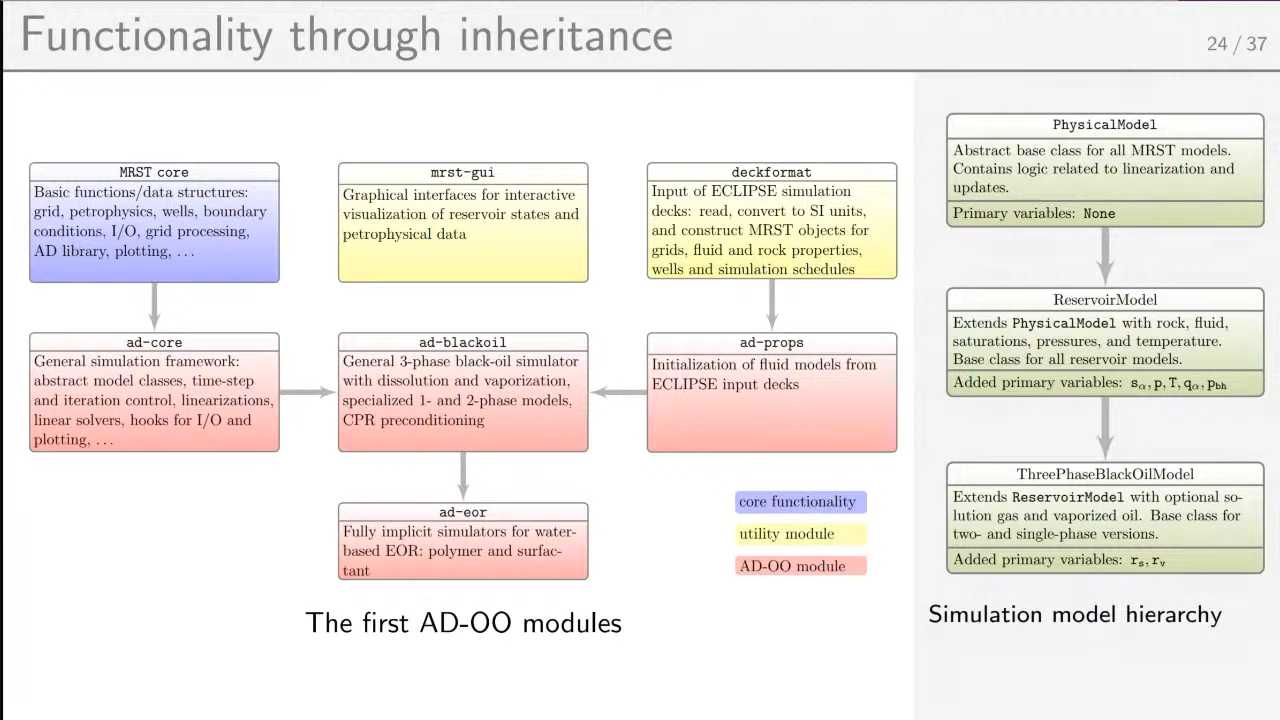 Functionality through inheritance
24 / 37
MRST core
Basic functions/data structures:
grid, petrophysics, wells, boundary
conditions, I/O, grid processing,
AD library, plotting, . . .
mrst-gui
Graphical interfaces for interactive
visualization of reservoir states and
petrophysical data
deckformat
Input of ECLIPSE simulation
decks: read, convert to SI units,
and construct MRST objects for
grids, fluid and rock properties,
wells and simulation schedules
ad-core
General simulation framework:
abstract model classes, time-step
and iteration control, linearizations,
linear solvers, hooks for I/O and
plotting, . . .
ad-blackoil
General 3-phase black-oil simulator
with dissolution and vaporization,
specialized 1- and 2-phase models,
CPR preconditioning
ad-props
Initialization of fluid models from
ECLIPSE input decks
ad-eor
Fully implicit simulators for water-
based EOR: polymer and surfac-
tant
core functionality
utility module
AD-OO module
The first AD-OO modules
PhysicalModel
Abstract base class for all MRST models.
Contains logic related to linearization and
updates.
Primary variables: None
ReservoirModel
Extends PhysicalModel with rock, fluid,
saturations, pressures, and temperature.
Base class for all reservoir models.
Added primary variables: sα, p, T, qα, pbh
ThreePhaseBlackOilModel
Extends ReservoirModel with optional so-
lution gas and vaporized oil. Base class for
two- and single-phase versions.
Added primary variables: rs, rv
Simulation model hierarchy